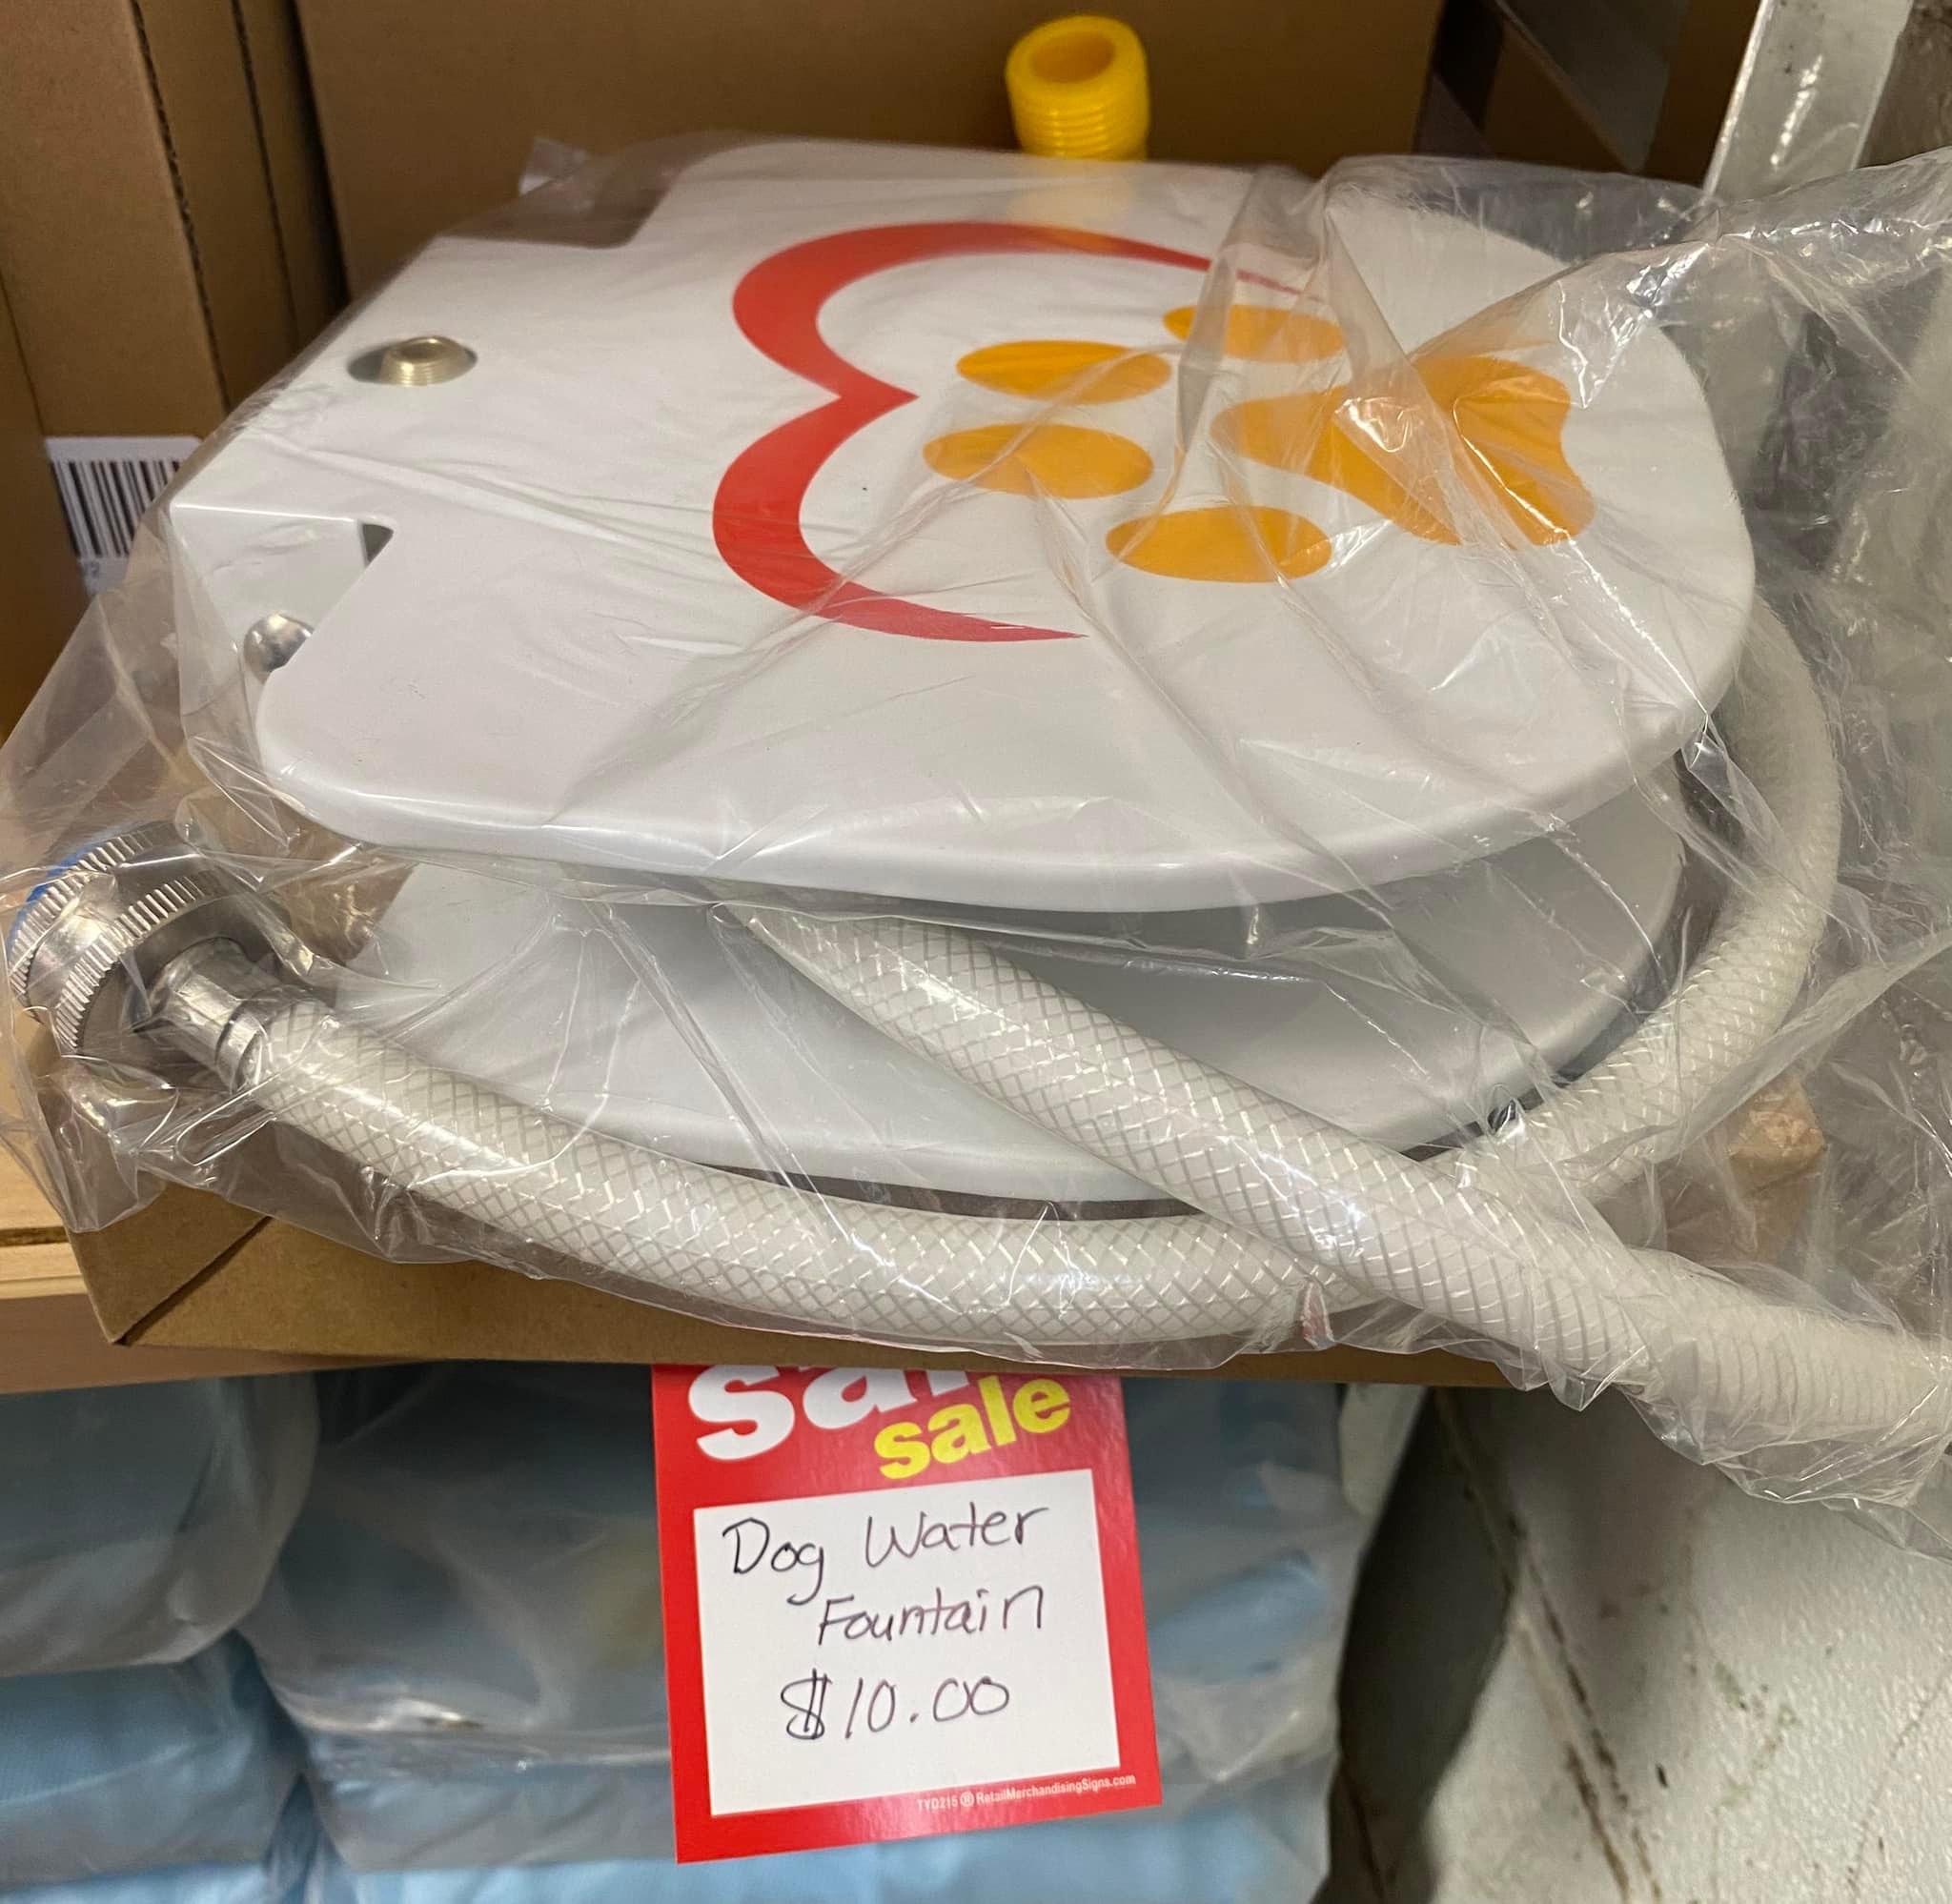 sale
Dog Water
Fountain
$10.00
TYD215 ® RetailMerchandisingSigns.com